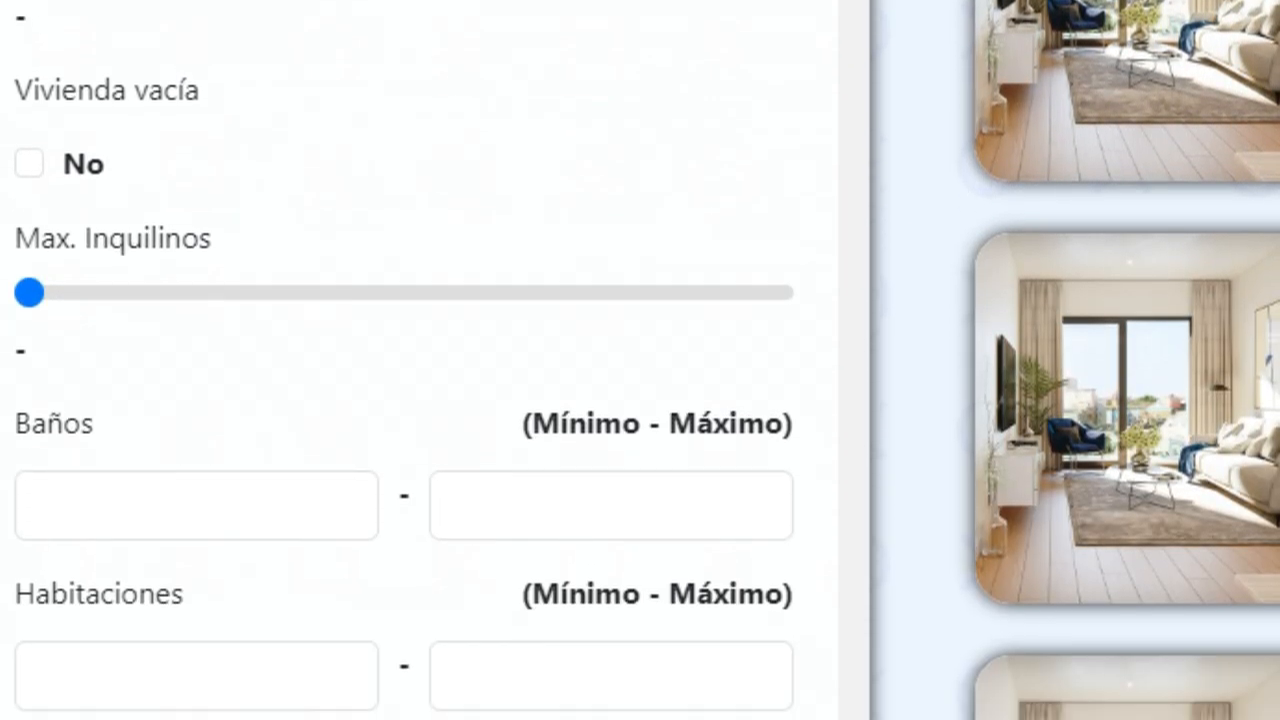 -
Vivienda vacía
No
Max. Inquilinos
-
Baños (Mínimo - Máximo)
-
Habitaciones (Mínimo - Máximo)
-